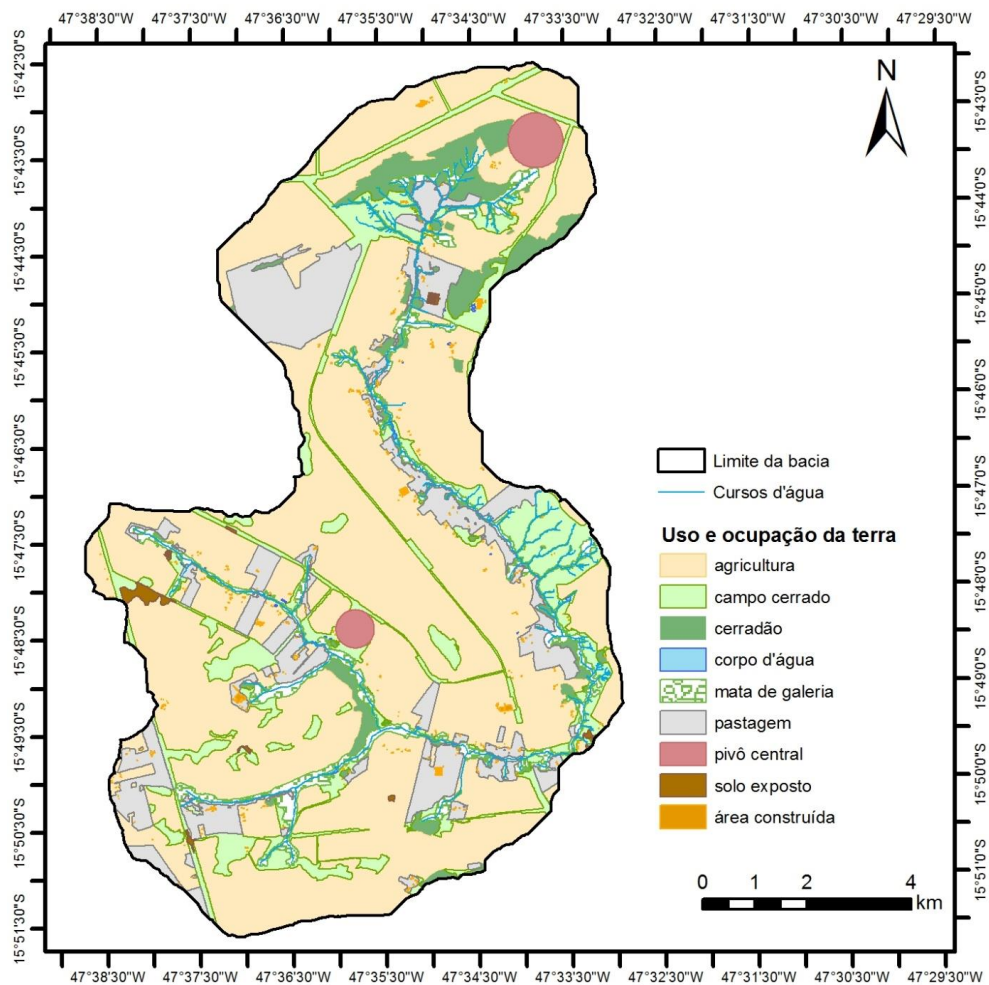 47°38'30"W 47°37'30"W 47°36'30"W 47°35'30"W 47°34'30"W 47°33'30"W 47°32'30"W 47°31'30"W 47°30'30"W 47°29'30"W
15°42'30"S
15°43'30"S
15°44'30"S
15°45'30"S
15°46'30"S
15°47'30"S
15°48'30"S
15°49'30"S
15°50'30"S
15°51'30"S
N
15°43'0"S
15°44'0"S
15°45'0"S
15°46'0"S
15°47'0"S
15°48'0"S
15°49'0"S
15°50'0"S
15°51'0"S
Limite da bacia
Cursos d'água
Uso e ocupação da terra
agricultura
campo cerrado
cerradão
corpo d'água
mata de galeria
pastagem
pivô central
solo exposto
área construída
0 1 2 4
km
47°38'30"W 47°37'30"W 47°36'30"W 47°35'30"W 47°34'30"W 47°33'30"W 47°32'30"W 47°31'30"W 47°30'30"W 47°29'30"W